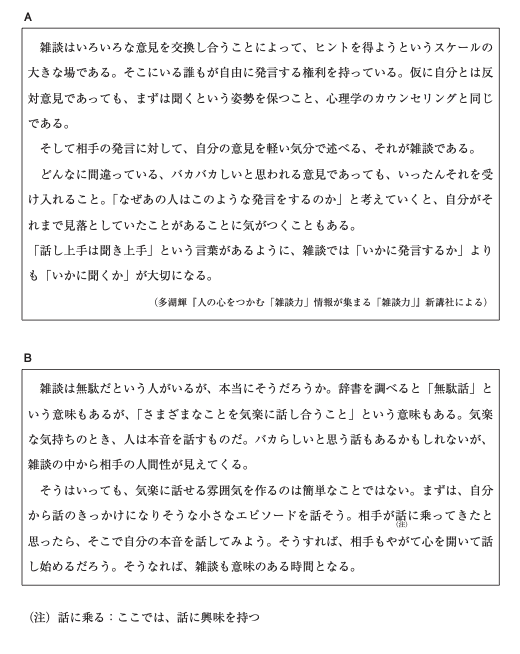 A
雑談はいろいろな意見を交換し合うことによって、ヒントを得ようというスケールの
大きな場である。そこにいる誰もが自由に発言する権利を持っている。仮に自分とは反
対意見であっても、まずは聞くという姿勢を保つこと、心理学のカウンセリングと同じ
である。
そして相手の発言に対して、自分の意見を軽い気分で述べる、それが雑談である。
どんなに間違っている、バカバカしいと思われる意見であっても、いったんそれを受
け入れること。「なぜあの人はこのような発言をするのか」と考えていくと、自分がそ
れまで見落としていたことがあることに気がつくこともある。
「話し上手は聞き上手」という言葉があるように、雑談では「いかに発言するか」より
も「いかに聞くか」が大切になる。
（多湖輝『人の心をつかむ「雑談力」情報が集まる「雑談力」』新講社による）
B
雑談は無駄だという人がいるが、本当にそうだろうか。辞書を調べると「無駄話」と
いう意味もあるが、「さまざまなことを気楽に話し合うこと」という意味もある。気楽
な気持ちのとき、人は本音を話すものだ。バカらしいと思う話もあるかもしれないが、
雑談の中から相手の人間性が見えてくる。
そうはいっても、気楽に話せる雰囲気を作るのは簡単なことではない。まずは、自分
から話のきっかけになりそうな小さなエピソードを話そう。相手が話に乗ってきたと
（注）
思ったら、そこで自分の本音を話してみよう。そうすれば、相手もやがて心を開いて話
し始めるだろう。そうなれば、雑談も意味のある時間となる。
（注）話に乗る：ここでは、話に興味を持つ